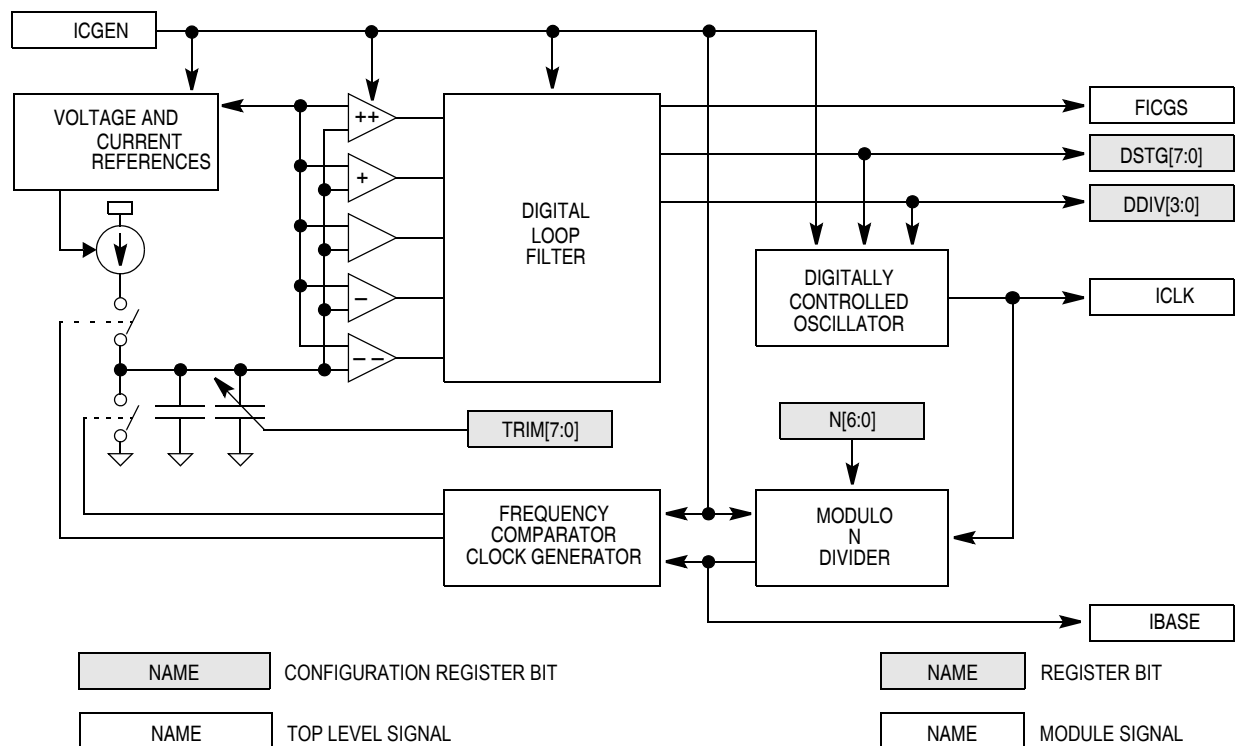 ICGEN
VOLTAGE AND
CURRENT
REFERENCES
++
+
−
− −
DIGITAL
LOOP
FILTER
FICGS
DSTG[7:0]
DDIV[3:0]
DIGITALLY
CONTROLLED
OSCILLATOR
ICLK
TRIM[7:0]
N[6:0]
FREQUENCY
COMPARATOR
CLOCK GENERATOR
MODULO
N
DIVIDER
IBASE
NAME CONFIGURATION REGISTER BIT
NAME REGISTER BIT
NAME TOP LEVEL SIGNAL
NAME MODULE SIGNAL